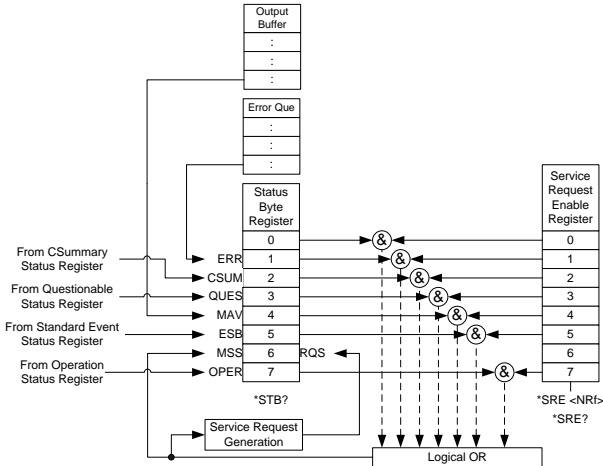 Output
Buffer
:
:
:
Error Que
:
:
:
Status
Byte
Register
Service
Request
Enable
Register
0 & 0
From CSummary
Status Register
ERR 1 & 1
CSUM 2 & 2
From Questionable
Status Register
QUES 3 & 3
MAV 4 & 4
From Standard Event
Status Register
ESB 5 & 5
MSS 6 RQS 6
From Operation
Status Register
OPER 7 & 7
*STB?
*SRE <NRf>
*SRE?
Service Request
Generation
Logical OR